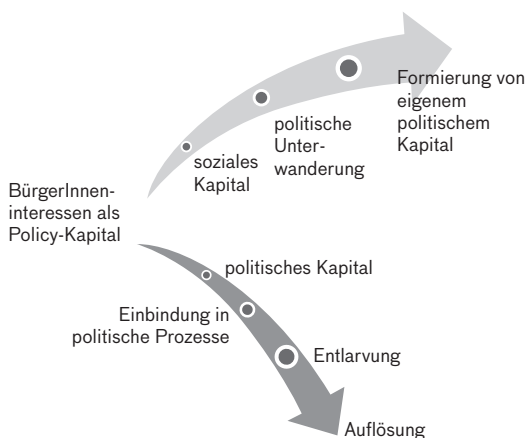 Formierung von
eigenem
politischem
Kapital
politische
Unter-
wanderung
soziales
Kapital
BürgerInnen-
interessen als
Policy-Kapital
politisches Kapital
Einbindung in
politische Prozesse
Entlarvung
Auflösung